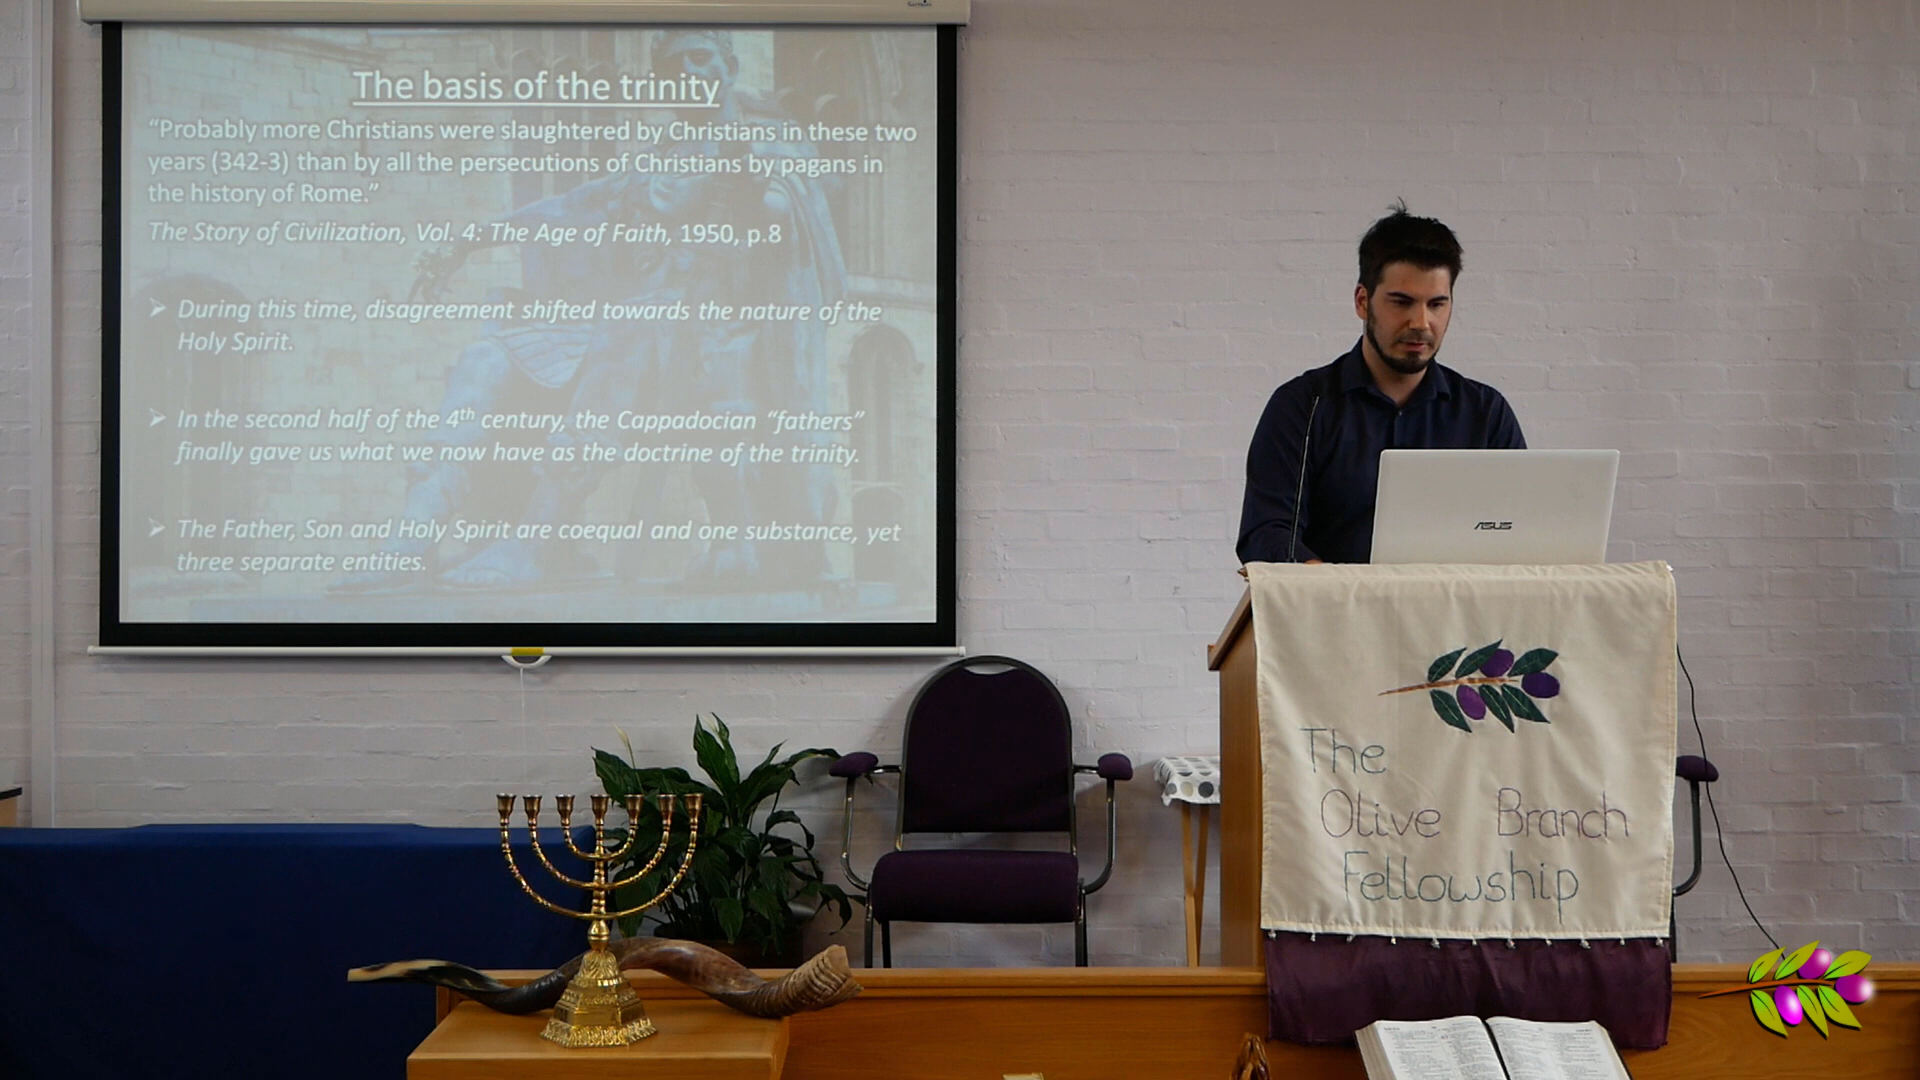 The basis of the trinity
“Probably more Christians were slaughtered by Christians in these two
years (342-3) than by all the persecutions of Christians by pagans in
the history of Rome.”
The Story of Civilization, Vol. 4: The Age of Faith, 1950, p.8
➢ During this time, disagreement shifted towards the nature of the
Holy Spirit.
➢ In the second half of the 4th century, the Cappadocian “fathers”
finally gave us what we now have as the doctrine of the trinity.
➢ The Father, Son and Holy Spirit are coequal and one substance, yet
three separate entities.
ASUS
The
Olive Branch
Fellowship